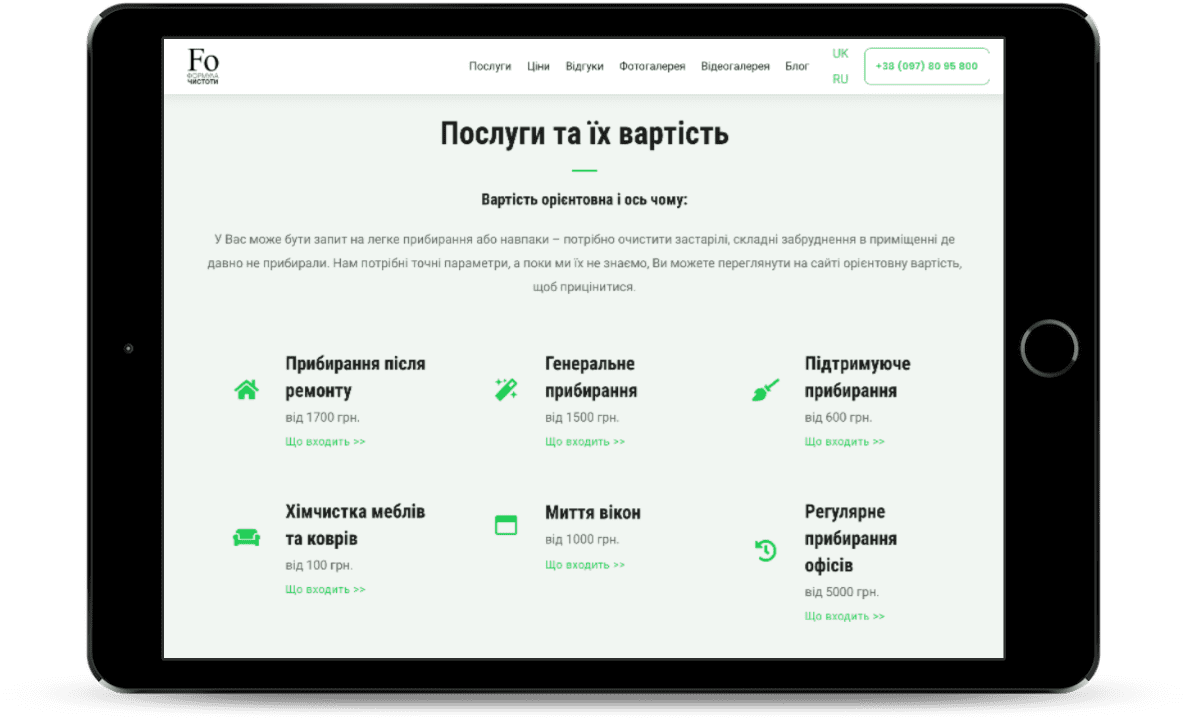 Fo
ФОРМУЛА
ЧИСТОТИ
Послуги Ціни Відгуки Фотогалерея Відеогалерея Блог
UK
RU
+38 (097) 80 95 800
Послуги та їх вартість
Вартість орієнтовна і ось чому:
У Вас може бути запит на легке прибирання або навпаки – потрібно очистити застарілі, складні забруднення в приміщенні де
давно не прибирали. Нам потрібні точні параметри, а поки ми їх не знаємо, Ви можете переглянути на сайті орієнтовну вартість,
щоб прицінитися.
Прибирання після
ремонту
від 1700 грн.
Що входить >>
Генеральне
прибирання
від 1500 грн.
Що входить >>
Підтримуюче
прибирання
від 600 грн.
Що входить >>
Хімчистка меблів
та коврів
від 100 грн.
Що входить >>
Миття вікон
від 1000 грн.
Що входить >>
Регулярне
прибирання
офісів
від 5000 грн.
Що входить >>